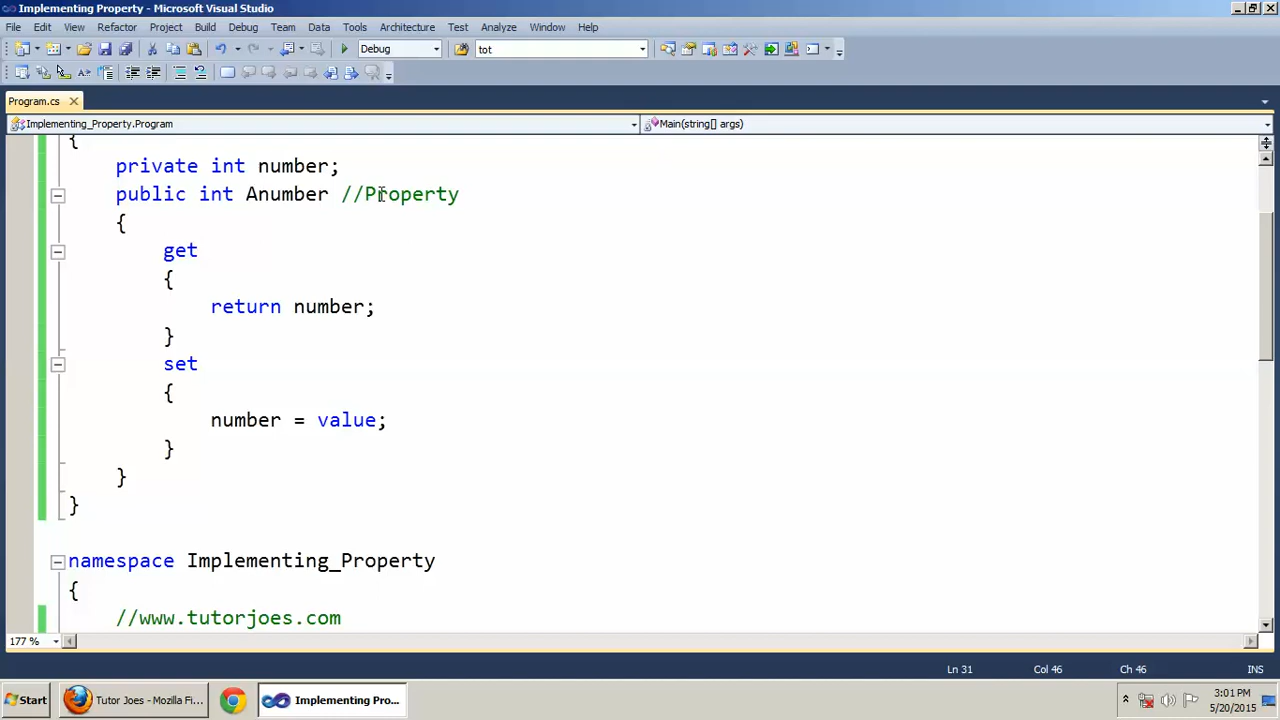 Implementing Property - Microsoft Visual Studio
File Edit View Refactor Project Build Debug Team Data Tools Architecture Test Analyze Window Help
Debug tot
Program.cs
Implementing_Property.Program Main(string[] args)
{
private int number;
public int Anumber //Property
{
get
{
return number;
}
set
{
number = value;
}
}
}
namespace Implementing_Property
{
//www.tutorjoes.com
177 %
Ln 31 Col 46 Ch 46 INS
Start Tutor Joes - Mozilla Fi... Implementing Pro... 3:01 PM
5/20/2015